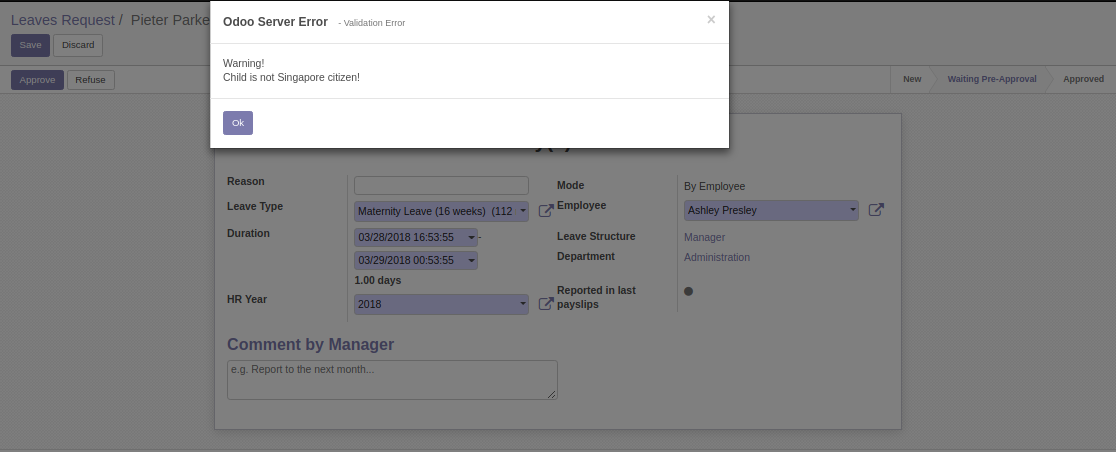 Leaves Request / Pieter Parke
Save Discard
Approve Refuse
New Waiting Pre-Approval Approved
Odoo Server Error - Validation Error ×
Warning!
Child is not Singapore citizen!
Ok
Reason
Leave Type Maternity Leave (16 weeks) (112
Duration 03/28/2018 16:53:55 -
03/29/2018 00:53:55
1.00 days
HR Year 2018
Mode By Employee
Employee Ashley Presley
Leave Structure Manager
Department Administration
Reported in last
payslips
Comment by Manager
e.g. Report to the next month...